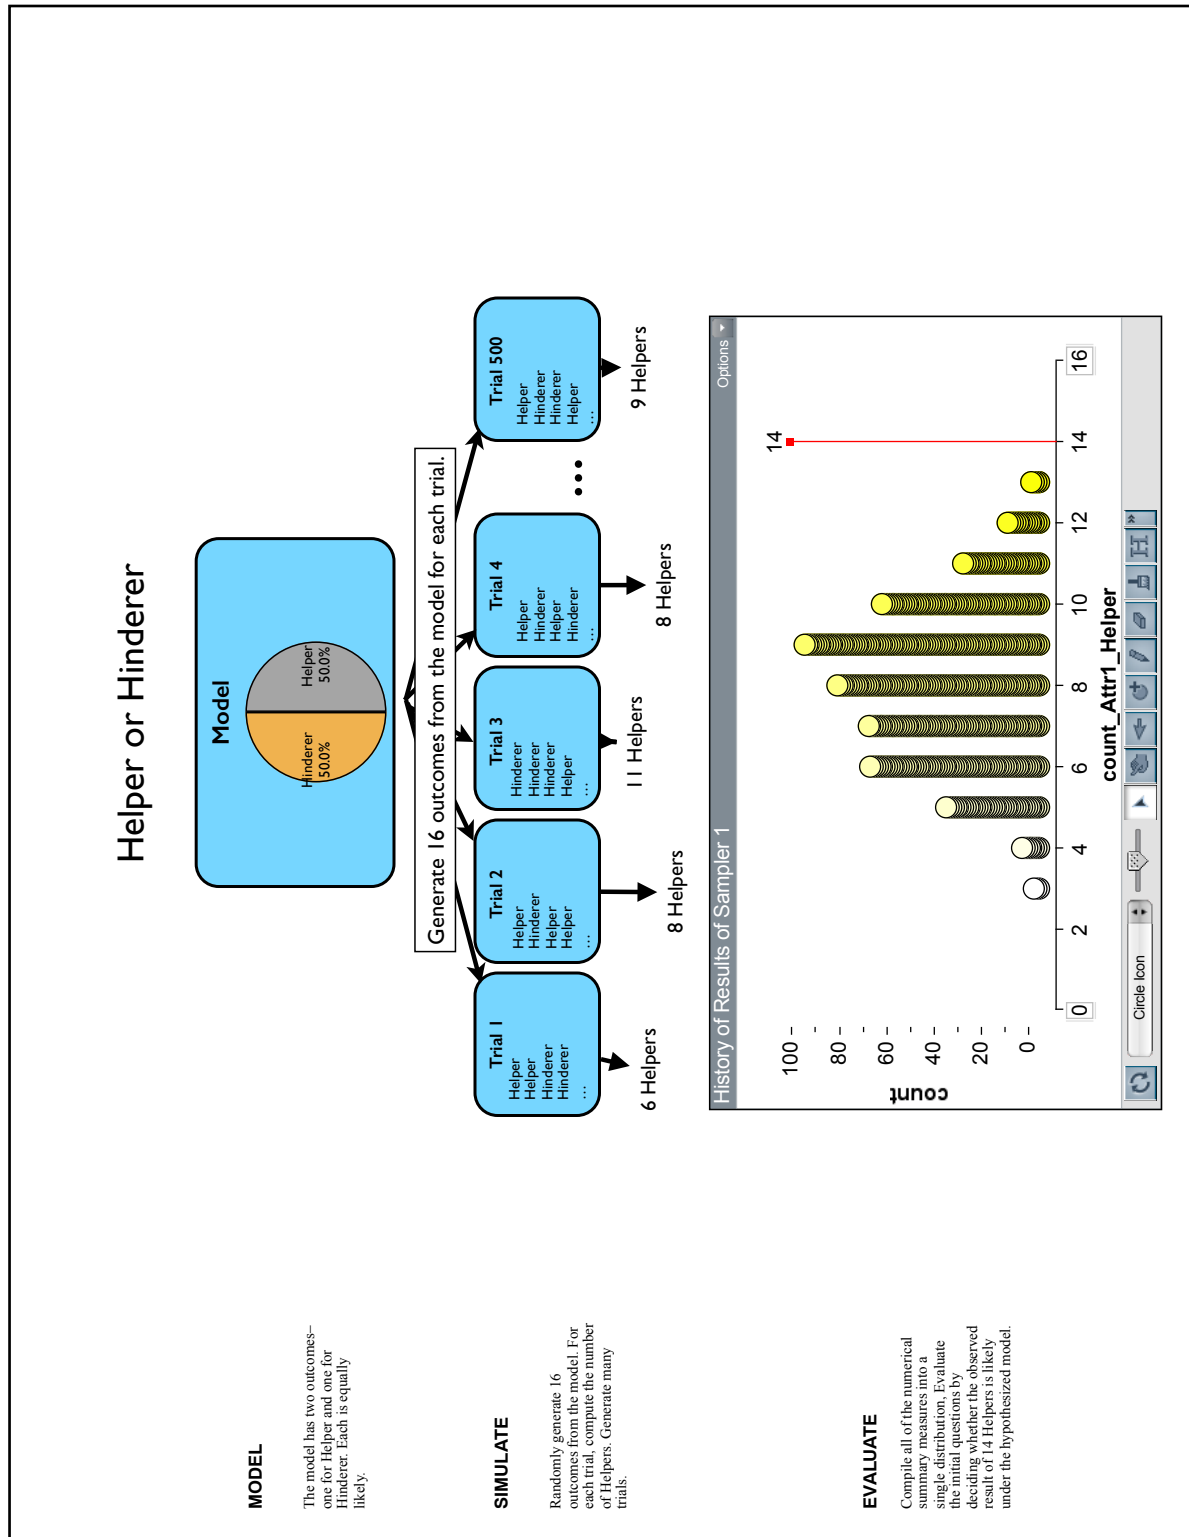 Helper or Hinderer
MODEL
The model has two outcomes–
one for Helper and one for
Hinderer. Each is equally
likely.
Model
Hinderer
50.0%
Helper
50.0%
SIMULATE
Randomly generate 16
outcomes from the model. For
each trial, compute the number
of Helpers. Generate many
trials.
Generate 16 outcomes from the model for each trial.
Trial 1
Helper
Helper
Hinderer
Hinderer
...
6 Helpers
Trial 2
Helper
Hinderer
Helper
Helper
...
8 Helpers
Trial 3
Hinderer
Hinderer
Hinderer
Helper
...
11 Helpers
Trial 4
Helper
Hinderer
Helper
Hinderer
...
8 Helpers
•••
Trial 500
Helper
Hinderer
Hinderer
Helper
...
9 Helpers
EVALUATE
Compile all of the numerical
summary measures into a
single distribution, Evaluate
the initial questions by
deciding whether the observed
result of 14 Helpers is likely
under the hypothesized model.
History of Results of Sampler 1
Options
14
100
80
60
40
20
0
count
0 2 4 6 8 10 12 14 16
count_Attr1_Helper
Circle Icon